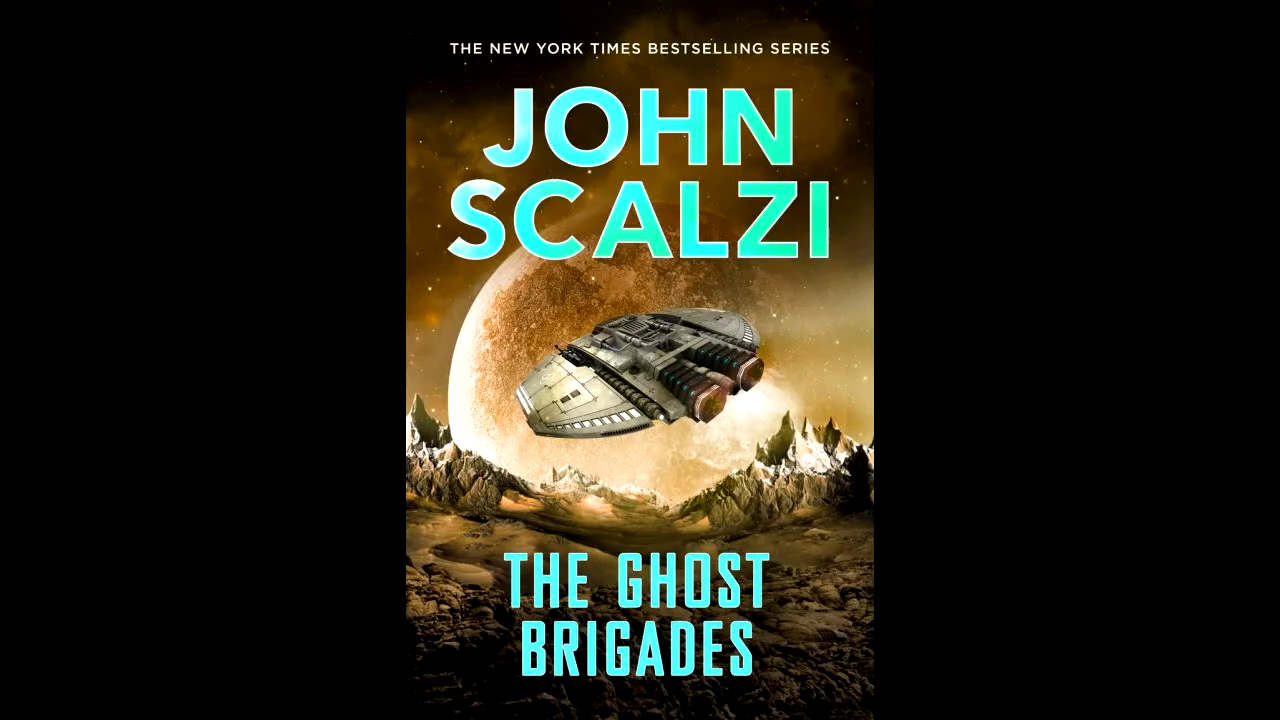 THE NEW YORK TIMES BESTSELLING SERIES
JOHN
SCALZI
THE GHOST
BRIGADES